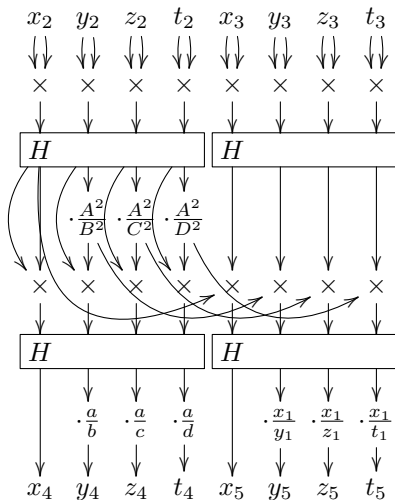 x₂ y₂ z₂ t₂ x₃ y₃ z₃ t₃
× × × × × × × ×
H H
· A²/B² · A²/C² · A²/D²
× × × × × × × ×
H H
· a/b · a/c · a/d · x₁/y₁ · x₁/z₁ · x₁/t₁
x₄ y₄ z₄ t₄ x₅ y₅ z₅ t₅